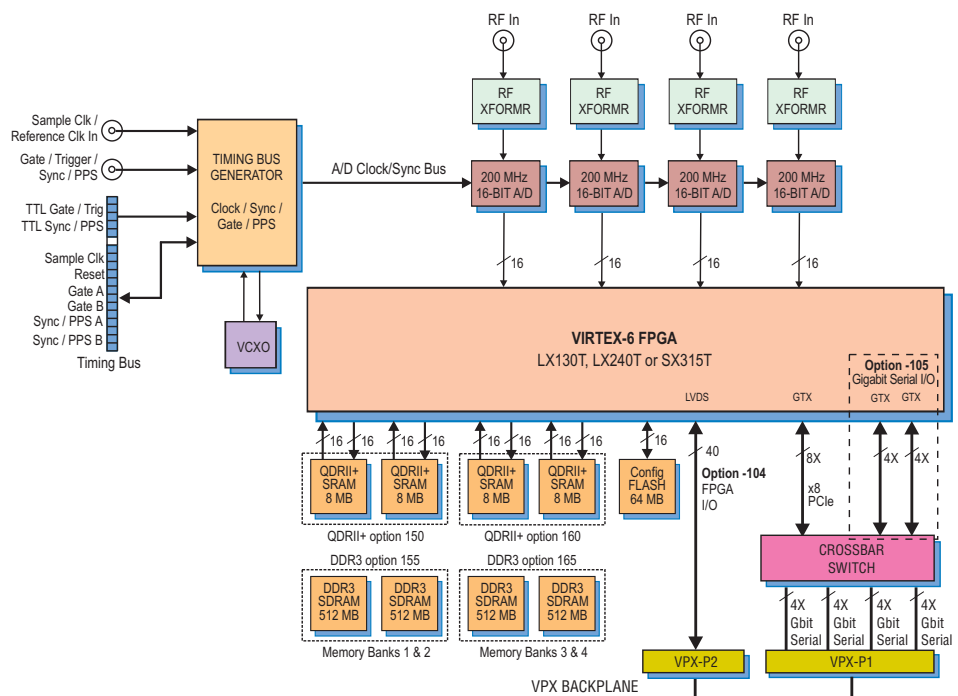 RF In
RF In
RF In
RF In
RF
XFORMR
RF
XFORMR
RF
XFORMR
RF
XFORMR
Sample Clk /
Reference Clk In
Gate / Trigger /
Sync / PPS
TTL Gate / Trig
TTL Sync / PPS
Sample Clk
Reset
Gate A
Gate B
Sync / PPS A
Sync / PPS B
Timing Bus
TIMING BUS
GENERATOR
Clock / Sync /
Gate / PPS
VCXO
A/D Clock/Sync Bus
200 MHz
16-BIT A/D
200 MHz
16-BIT A/D
200 MHz
16-BIT A/D
200 MHz
16-BIT A/D
16
16
16
16
VIRTEX-6 FPGA
LX130T, LX240T or SX315T
LVDS
GTX
Option -105
Gigabit Serial I/O
GTX
GTX
16
16
16
16
16
16
16
16
16
40
8X
4X
4X
QDRII+
SRAM
8 MB
QDRII+
SRAM
8 MB
QDRII+
SRAM
8 MB
QDRII+
SRAM
8 MB
Config
FLASH
64 MB
Option -104
FPGA
I/O
x8
PCIe
QDRII+ option 150
QDRII+ option 160
DDR3 option 155
DDR3 option 165
DDR3
SDRAM
512 MB
DDR3
SDRAM
512 MB
DDR3
SDRAM
512 MB
DDR3
SDRAM
512 MB
Memory Banks 1 & 2
Memory Banks 3 & 4
CROSSBAR
SWITCH
4X
Gbit
Serial
4X
Gbit
Serial
4X
Gbit
Serial
4X
Gbit
Serial
VPX-P2
VPX-P1
VPX BACKPLANE